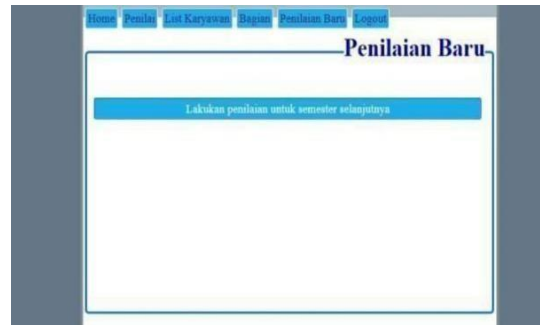 Home Penilai List Karyawan Bagian Penilaian Baru Logout
Penilaian Baru
Lakukan penilaian untuk semester selanjutnya